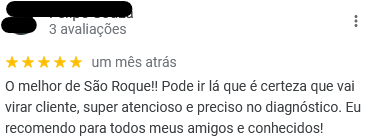 3 avaliações
um mês atrás
O melhor de São Roque!! Pode ir lá que é certeza que vai
virar cliente, super atencioso e preciso no diagnóstico. Eu
recomendo para todos meus amigos e conhecidos!